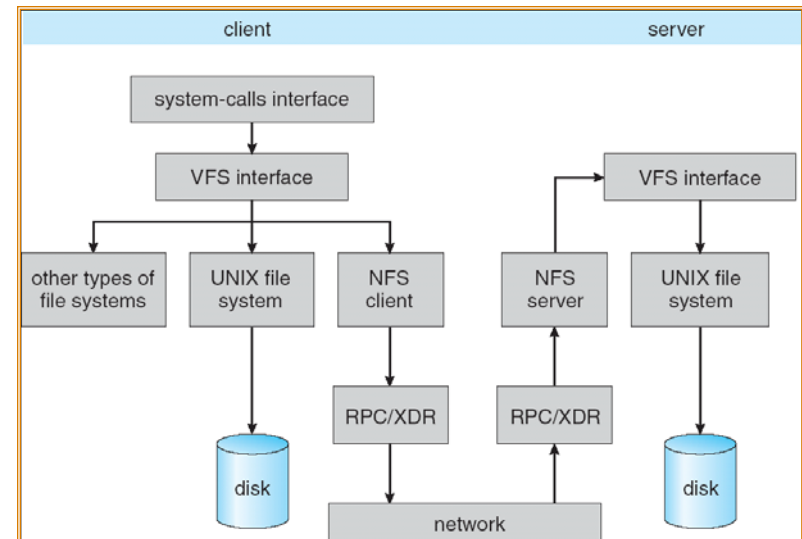 client
server
system-calls interface
VFS interface
VFS interface
other types of
file systems
UNIX file
system
NFS
client
NFS
server
UNIX file
system
RPC/XDR
RPC/XDR
disk
disk
network